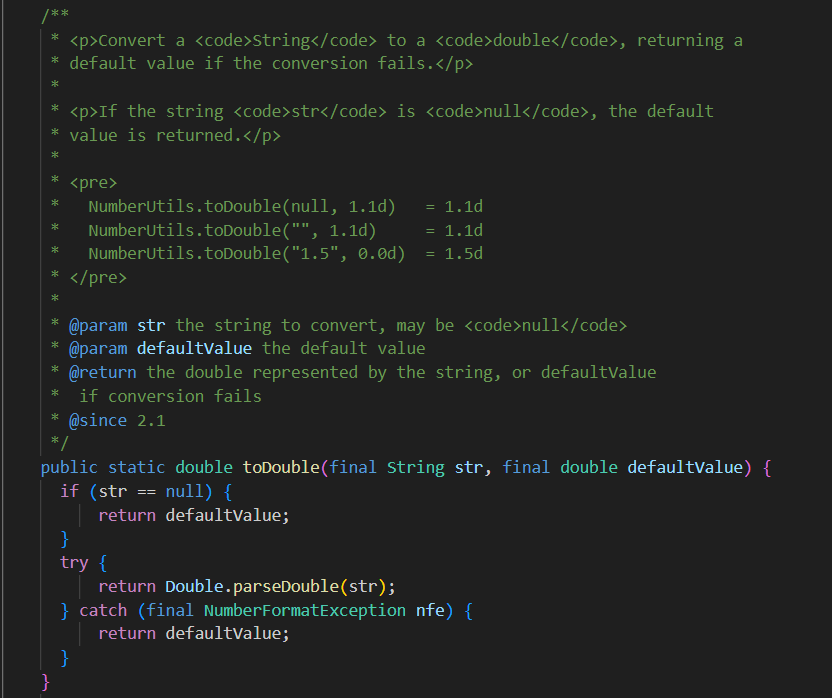 /**
 * <p>Convert a <code>String</code> to a <code>double</code>, returning a
 * default value if the conversion fails.</p>
 *
 * <p>If the string <code>str</code> is <code>null</code>, the default
 * value is returned.</p>
 *
 * <pre>
 *   NumberUtils.toDouble(null, 1.1d)   = 1.1d
 *   NumberUtils.toDouble("", 1.1d)     = 1.1d
 *   NumberUtils.toDouble("1.5", 0.0d)  = 1.5d
 * </pre>
 *
 * @param str the string to convert, may be <code>null</code>
 * @param defaultValue the default value
 * @return the double represented by the string, or defaultValue
 *  if conversion fails
 * @since 2.1
 */
public static double toDouble(final String str, final double defaultValue) {
  if (str == null) {
      return defaultValue;
  }
  try {
      return Double.parseDouble(str);
  } catch (final NumberFormatException nfe) {
      return defaultValue;
  }
}